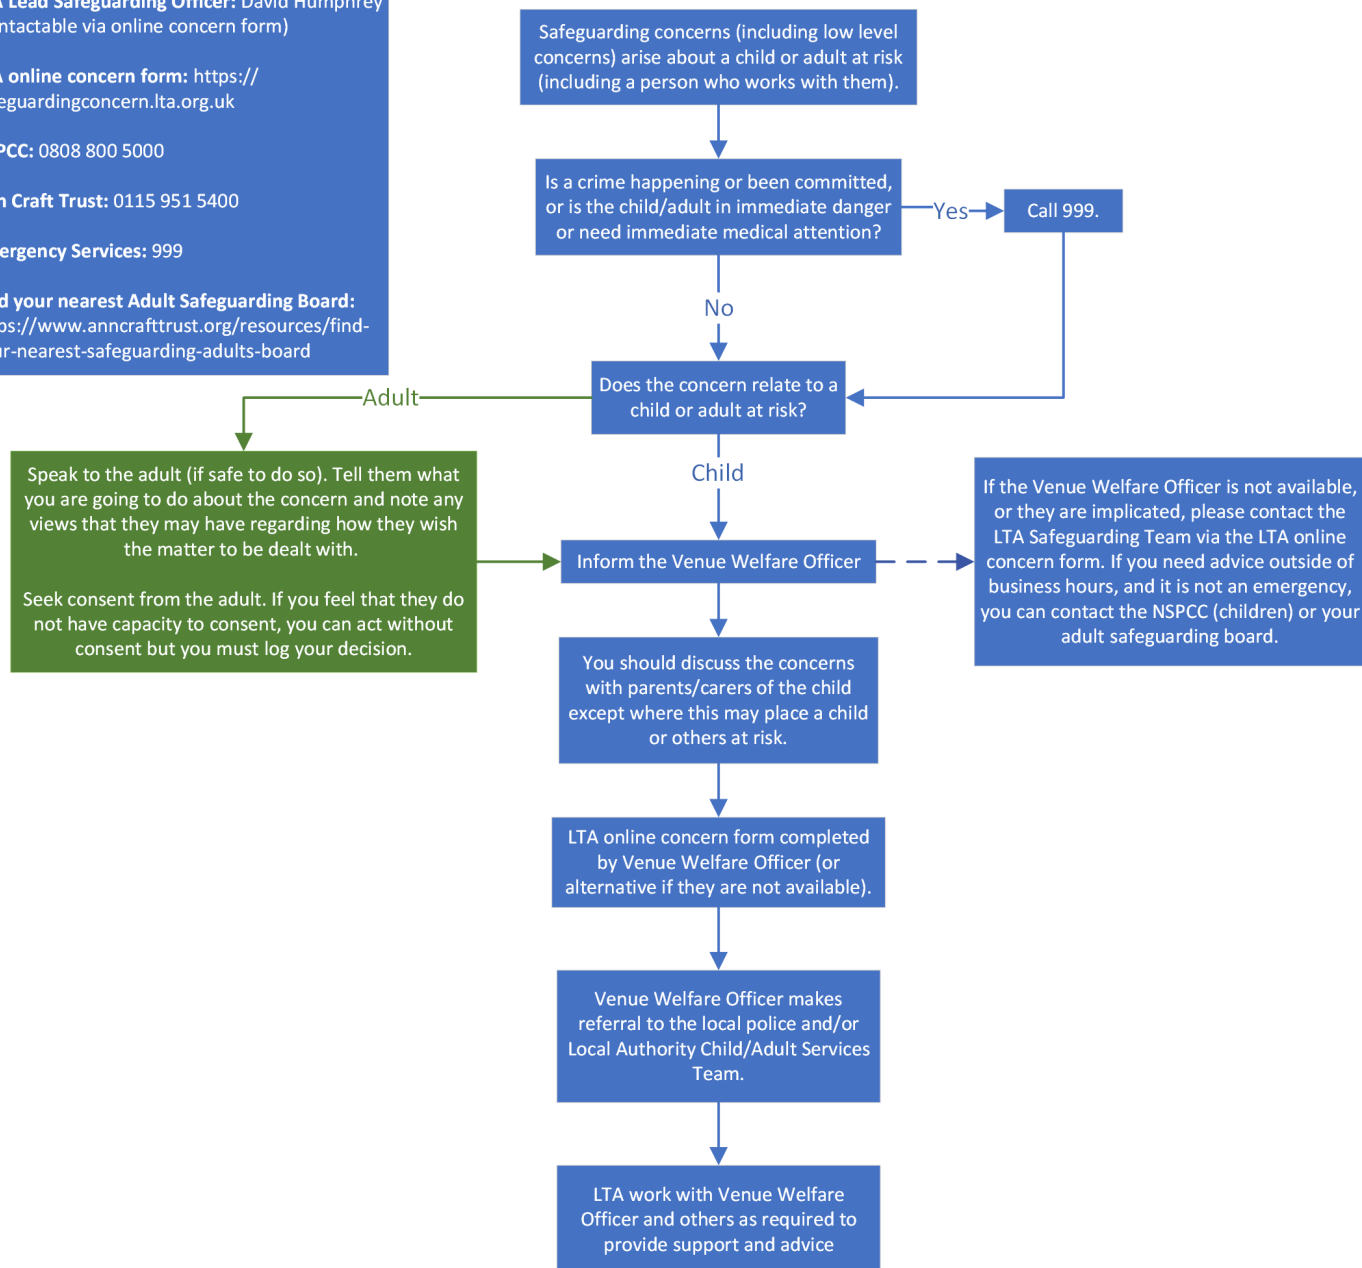 Lead Safeguarding Officer: David Humphrey
ntactable via online concern form)
online concern form: https://
eguardingconcern.lta.org.uk
PCC: 0808 800 5000
n Craft Trust: 0115 951 5400
ergency Services: 999
d your nearest Adult Safeguarding Board:
ps://www.anncrafttrust.org/resources/find-
ur-nearest-safeguarding-adults-board
Safeguarding concerns (including low level
concerns) arise about a child or adult at risk
(including a person who works with them).
Is a crime happening or been committed,
or is the child/adult in immediate danger
or need immediate medical attention?
Yes
Call 999.
No
Does the concern relate to a
child or adult at risk?
Adult
Child
Speak to the adult (if safe to do so). Tell them what
you are going to do about the concern and note any
views that they may have regarding how they wish
the matter to be dealt with.
Seek consent from the adult. If you feel that they do
not have capacity to consent, you can act without
consent but you must log your decision.
Inform the Venue Welfare Officer
If the Venue Welfare Officer is not available,
or they are implicated, please contact the
LTA Safeguarding Team via the LTA online
concern form. If you need advice outside of
business hours, and it is not an emergency,
you can contact the NSPCC (children) or your
adult safeguarding board.
You should discuss the concerns
with parents/carers of the child
except where this may place a child
or others at risk.
LTA online concern form completed
by Venue Welfare Officer (or
alternative if they are not available).
Venue Welfare Officer makes
referral to the local police and/or
Local Authority Child/Adult Services
Team.
LTA work with Venue Welfare
Officer and others as required to
provide support and advice